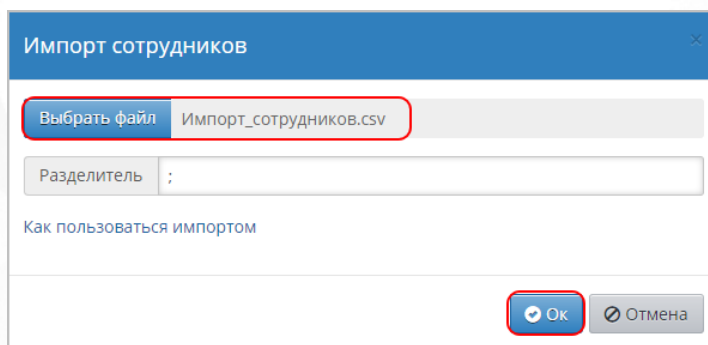 Импорт сотрудников ×
Выбрать файл Импорт_сотрудников.csv
Разделитель ;
Как пользоваться импортом
Ок Отмена